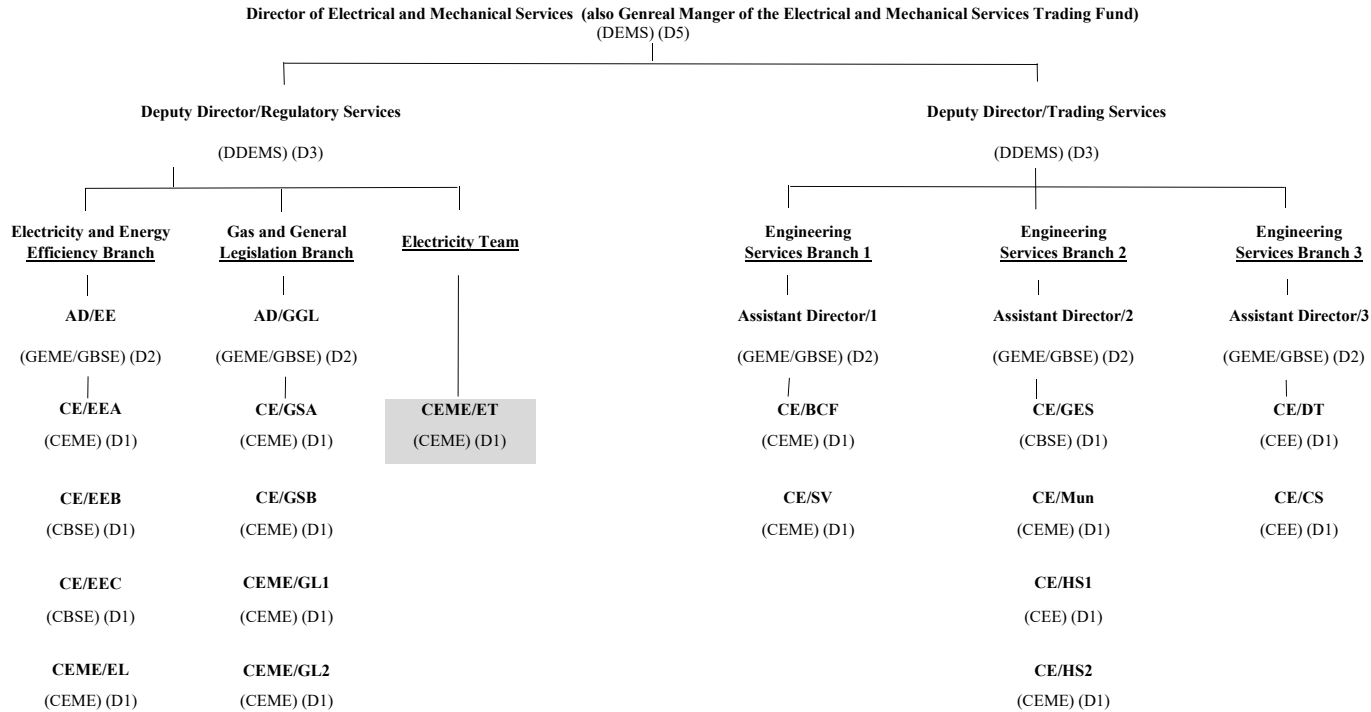 Director of Electrical and Mechanical Services (also Genreal Manger of the Electrical and Mechanical Services Trading Fund)
(DEMS) (D5)
Deputy Director/Regulatory Services
Deputy Director/Trading Services
(DDEMS) (D3)
(DDEMS) (D3)
Electricity and Energy
Efficiency Branch
Gas and General
Legislation Branch
Electricity Team
Engineering
Services Branch 1
Engineering
Services Branch 2
Engineering
Services Branch 3
AD/EE
AD/GGL
Assistant Director/1
Assistant Director/2
Assistant Director/3
(GEME/GBSE) (D2)
(GEME/GBSE) (D2)
(GEME/GBSE) (D2)
(GEME/GBSE) (D2)
(GEME/GBSE) (D2)
CE/EEA
CE/GSA
CEME/ET
CE/BCF
CE/GES
CE/DT
(CEME) (D1)
(CEME) (D1)
(CEME) (D1)
(CEME) (D1)
(CBSE) (D1)
(CEE) (D1)
CE/EEB
CE/GSB
CE/SV
CE/Mun
CE/CS
(CBSE) (D1)
(CEME) (D1)
(CEME) (D1)
(CEME) (D1)
(CEE) (D1)
CE/EEC
CEME/GL1
CE/HS1
(CBSE) (D1)
(CEME) (D1)
(CEE) (D1)
CEME/EL
CEME/GL2
CE/HS2
(CEME) (D1)
(CEME) (D1)
(CEME) (D1)